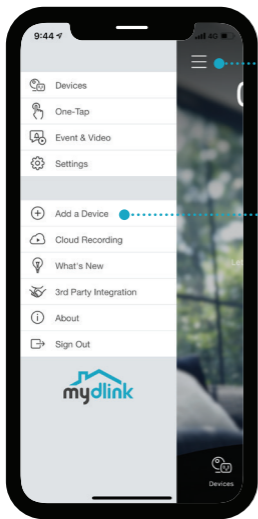 9:44
4G
Devices
One-Tap
Event & Video
Settings
Add a Device
Cloud Recording
What's New
3rd Party Integration
About
Sign Out
mydlink
Devices